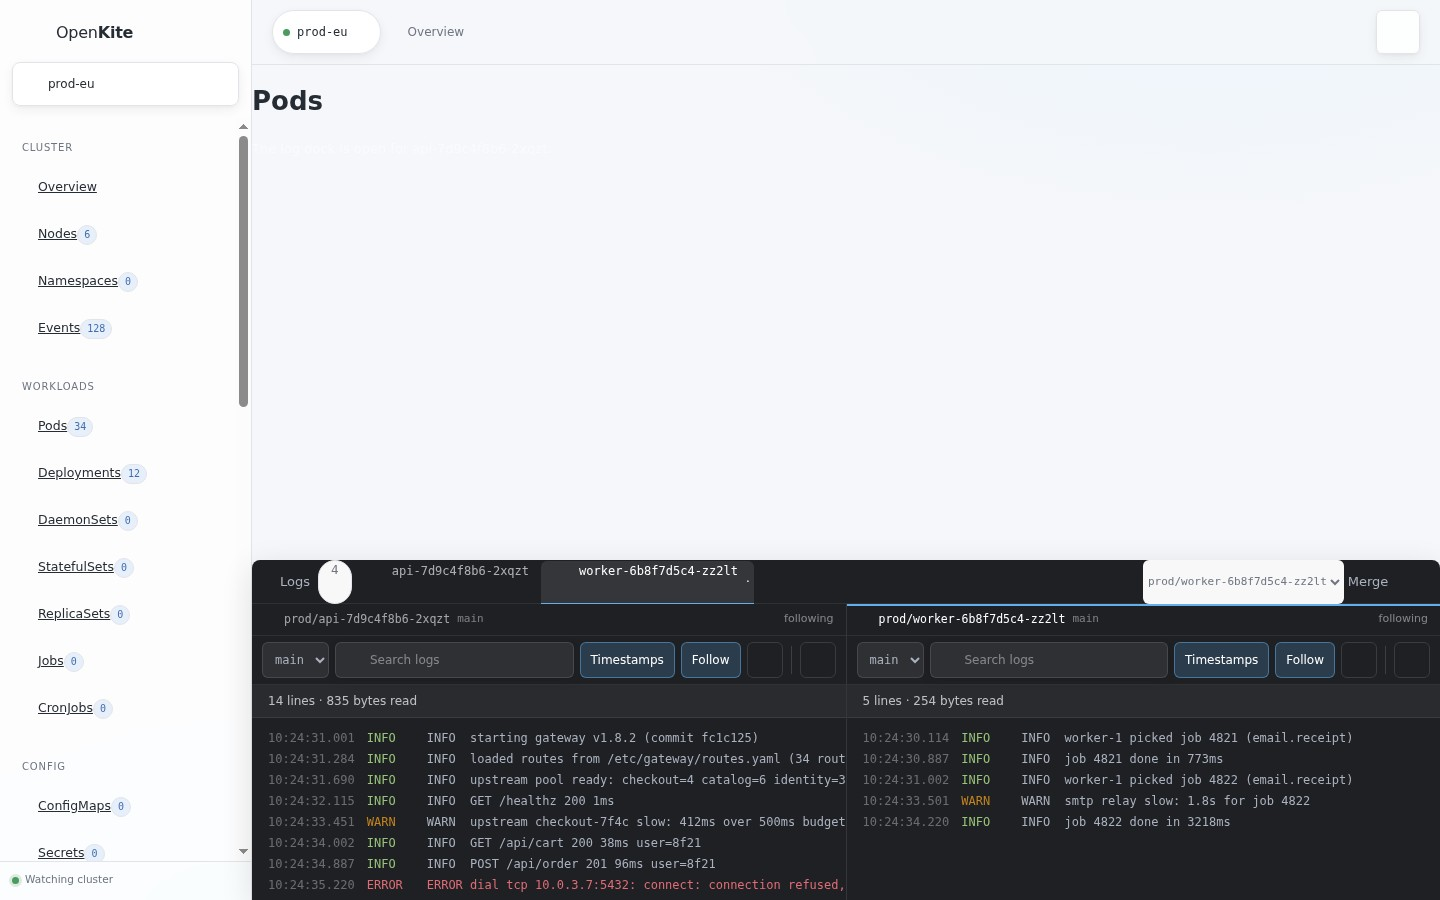 OpenKite
prod-eu
CLUSTER
Overview
Nodes 6
Namespaces 0
Events 128
WORKLOADS
Pods 34
Deployments 12
DaemonSets 0
StatefulSets 0
ReplicaSets 0
Jobs 0
CronJobs 0
CONFIG
ConfigMaps 0
Secrets 0
Watching cluster
prod-eu Overview
Pods
Logs 4 api-7d9c4f8b6-2xqzt worker-6b8f7d5c4-zz2lt · prod/worker-6b8f7d5c4-zz2lt Merge
prod/api-7d9c4f8b6-2xqzt main following
main Search logs Timestamps Follow
14 lines · 835 bytes read
10:24:31.001 INFO INFO starting gateway v1.8.2 (commit fc1c125)
10:24:31.284 INFO INFO loaded routes from /etc/gateway/routes.yaml (34 rout
10:24:31.690 INFO INFO upstream pool ready: checkout=4 catalog=6 identity=3
10:24:32.115 INFO INFO GET /healthz 200 1ms
10:24:33.451 WARN WARN upstream checkout-7f4c slow: 412ms over 500ms budget
10:24:34.002 INFO INFO GET /api/cart 200 38ms user=8f21
10:24:34.887 INFO INFO POST /api/order 201 96ms user=8f21
10:24:35.220 ERROR ERROR dial tcp 10.0.3.7:5432: connect: connection refused,
prod/worker-6b8f7d5c4-zz2lt main following
main Search logs Timestamps Follow
5 lines · 254 bytes read
10:24:30.114 INFO INFO worker-1 picked job 4821 (email.receipt)
10:24:30.887 INFO INFO job 4821 done in 773ms
10:24:31.002 INFO INFO worker-1 picked job 4822 (email.receipt)
10:24:33.501 WARN WARN smtp relay slow: 1.8s for job 4822
10:24:34.220 INFO INFO job 4822 done in 3218ms